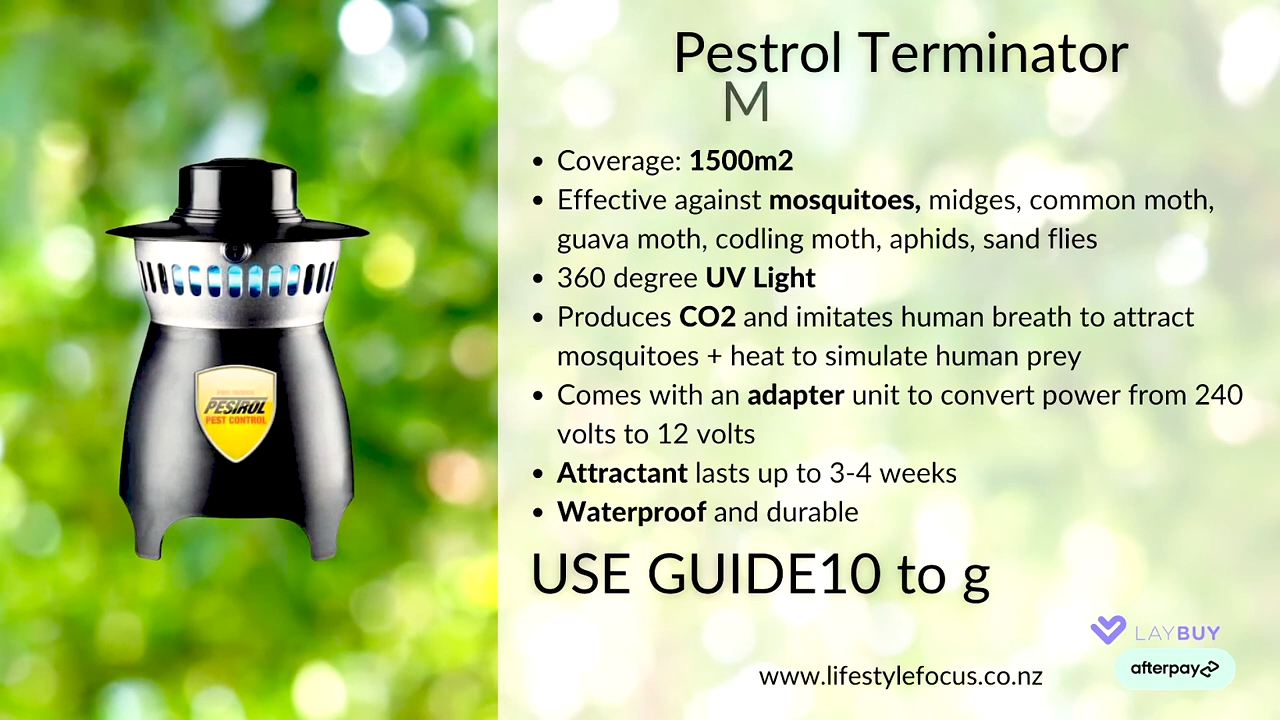 Pestrol Terminator
M
• Coverage: 1500m2
• Effective against mosquitoes, midges, common moth,
guava moth, codling moth, aphids, sand flies
• 360 degree UV Light
• Produces CO2 and imitates human breath to attract
mosquitoes + heat to simulate human prey
• Comes with an adapter unit to convert power from 240
volts to 12 volts
• Attractant lasts up to 3-4 weeks
• Waterproof and durable
USE GUIDE10 to g
PESTROL
PEST CONTROL
LAYBUY
afterpay
www.lifestylefocus.co.nz